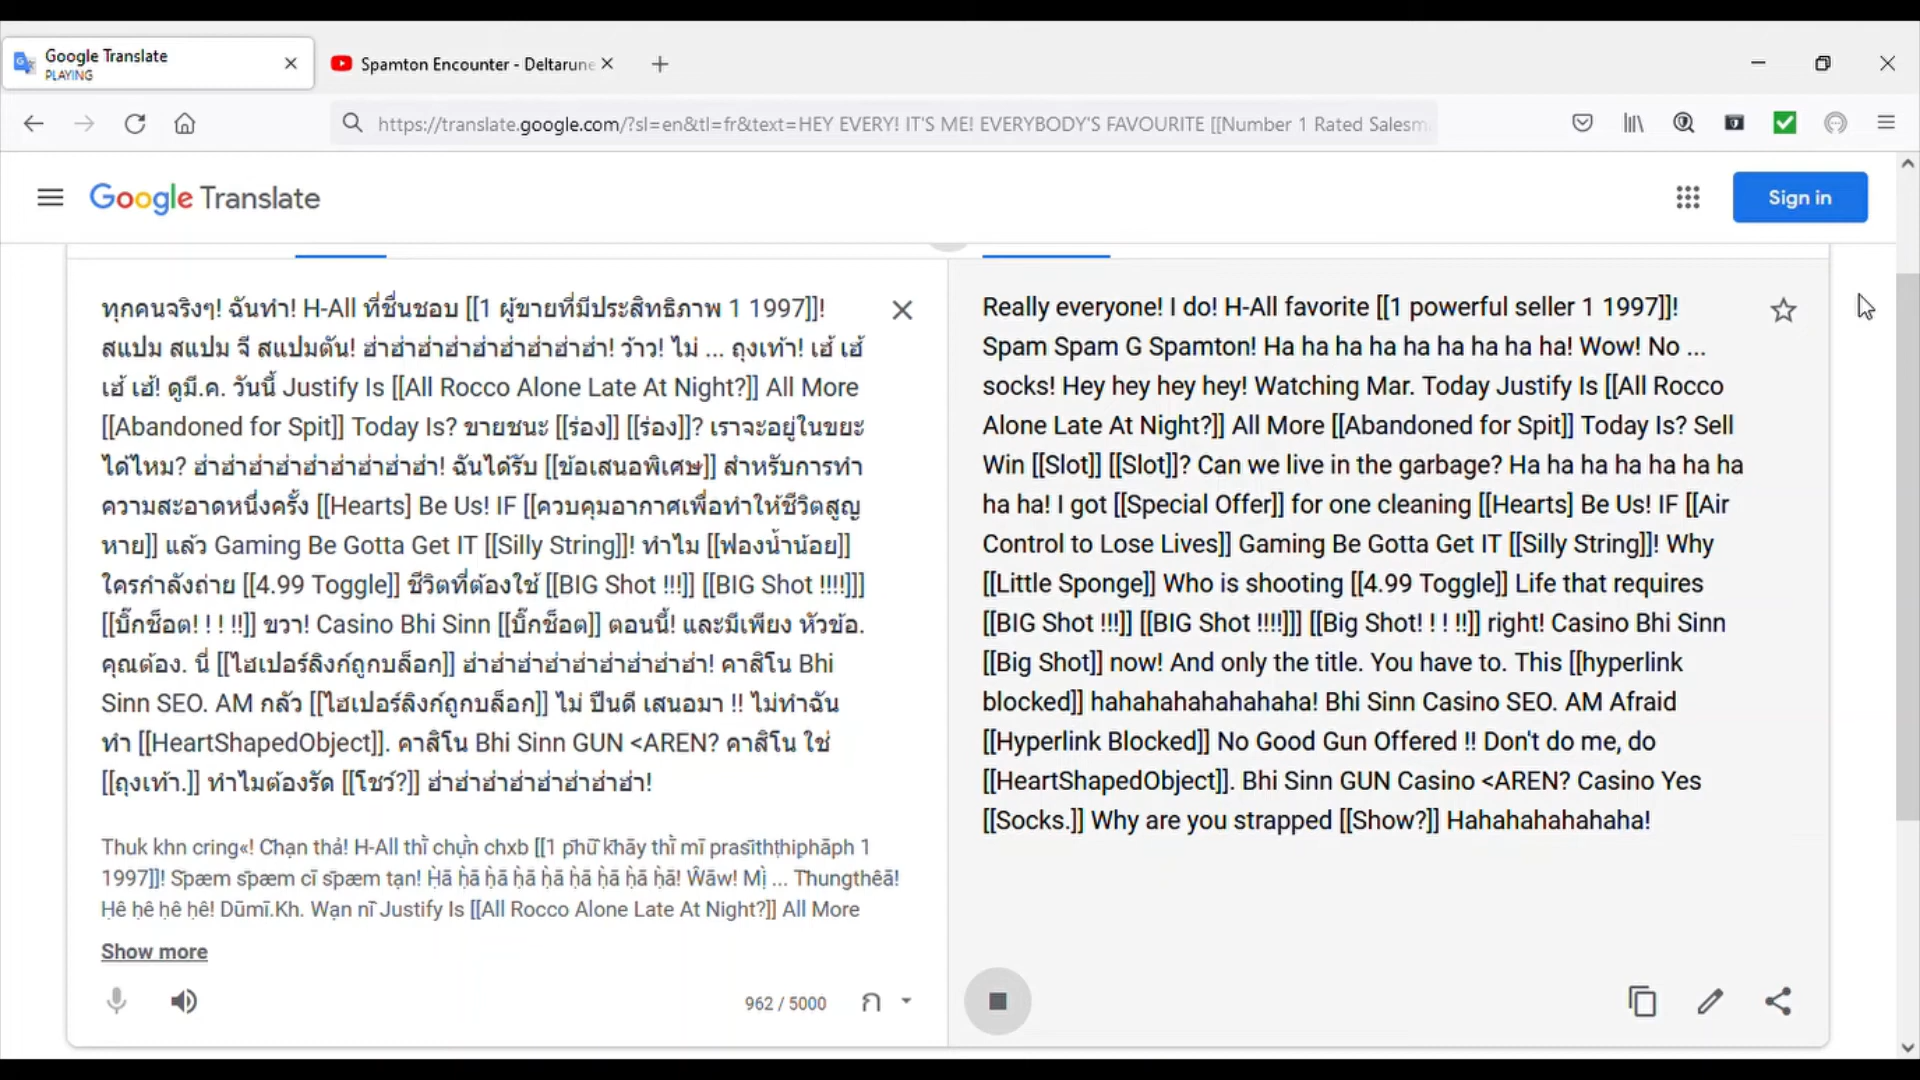 Google Translate
PLAYING
Spamton Encounter - Deltarune
https://translate.google.com/?sl=en&tl=fr&text=HEY EVERY! IT'S ME! EVERYBODY'S FAVOURITE [[Number 1 Rated Salesm
Google Translate
Sign in
ทุกคนจริงๆ! ฉันทำ! H-All ที่ชื่นชอบ [[1 ผู้ขายที่มีประสิทธิภาพ 1 1997]]!
สแปม สแปม จี สแปมตัน! ฮ่าฮ่าฮ่าฮ่าฮ่าฮ่าฮ่าฮ่าฮ่า! ว้าว! ไม่ ... ถุงเท้า! เฮ้ เฮ้
เฮ้ เฮ้! ดูมี.ค. วันนี้ Justify Is [[All Rocco Alone Late At Night?]] All More
[[Abandoned for Spit]] Today Is? ขายชนะ [[ร่อง]] [[ร่อง]]? เราจะอยู่ในขยะ
ได้ไหม? ฮ่าฮ่าฮ่าฮ่าฮ่าฮ่าฮ่าฮ่าฮ่า! ฉันได้รับ [[ข้อเสนอพิเศษ]] สำหรับการทำ
ความสะอาดหนึ่งครั้ง [[Hearts] Be Us! IF [[ควบคุมอากาศเพื่อทำให้ชีวิตสูญ
หาย]] แล้ว Gaming Be Gotta Get IT [[Silly String]]! ทำไม [[ฟองน้ำน้อย]]
ใครกำลังถ่าย [[4.99 Toggle]] ชีวิตที่ต้องใช้ [[BIG Shot !!!]] [[BIG Shot !!!!]]]
[[บิ๊กช็อต! ! ! !!]] ขวา! Casino Bhi Sinn [[บิ๊กช็อต]] ตอนนี้! และมีเพียง หัวข้อ.
คุณต้อง. นี่ [[ไฮเปอร์ลิงก์ถูกบล็อก]] ฮ่าฮ่าฮ่าฮ่าฮ่าฮ่าฮ่าฮ่าฮ่า! คาสิโน Bhi
Sinn SEO. AM กลัว [[ไฮเปอร์ลิงก์ถูกบล็อก]] ไม่ ปืนดี เสนอมา !! ไม่ทำฉัน
ทำ [[HeartShapedObject]]. คาสิโน Bhi Sinn GUN <AREN? คาสิโน ใช่
[[ถุงเท้า.]] ทำไมต้องรัด [[โชว์?]] ฮ่าฮ่าฮ่าฮ่าฮ่าฮ่าฮ่าฮ่า!
Thuk khn cring«! C̄hạn thả! H-All thī̀ chụ̄̀n chxb [[1 p̄hū̂ k̄hāy thī̀ mī pras̄ithṭhip̣hāph 1
1997]]! S̄pæm s̄pæm cī s̄pæm tạn! Ḥ̀ā ḥ̀ā ḥ̀ā ḥ̀ā ḥ̀ā ḥ̀ā ḥ̀ā ḥ̀ā ḥ̀ā! Ŵāw! Mị̀ ... T̄hungthêā!
Ḥê ḥê ḥê ḥê! Dūmī.Kh. Wạn nī̂ Justify Is [[All Rocco Alone Late At Night?]] All More
Show more
962 / 5000
ก
Really everyone! I do! H-All favorite [[1 powerful seller 1 1997]]!
Spam Spam G Spamton! Ha ha ha ha ha ha ha ha ha! Wow! No ...
socks! Hey hey hey hey! Watching Mar. Today Justify Is [[All Rocco
Alone Late At Night?]] All More [[Abandoned for Spit]] Today Is? Sell
Win [[Slot]] [[Slot]]? Can we live in the garbage? Ha ha ha ha ha ha ha
ha ha! I got [[Special Offer]] for one cleaning [[Hearts] Be Us! IF [[Air
Control to Lose Lives]] Gaming Be Gotta Get IT [[Silly String]]! Why
[[Little Sponge]] Who is shooting [[4.99 Toggle]] Life that requires
[[BIG Shot !!!]] [[BIG Shot !!!!]]] [[Big Shot! ! ! !!]] right! Casino Bhi Sinn
[[Big Shot]] now! And only the title. You have to. This [[hyperlink
blocked]] hahahahahahaha! Bhi Sinn Casino SEO. AM Afraid
[[Hyperlink Blocked]] No Good Gun Offered !! Don't do me, do
[[HeartShapedObject]]. Bhi Sinn GUN Casino <AREN? Casino Yes
[[Socks.]] Why are you strapped [[Show?]] Hahahahahahaha!